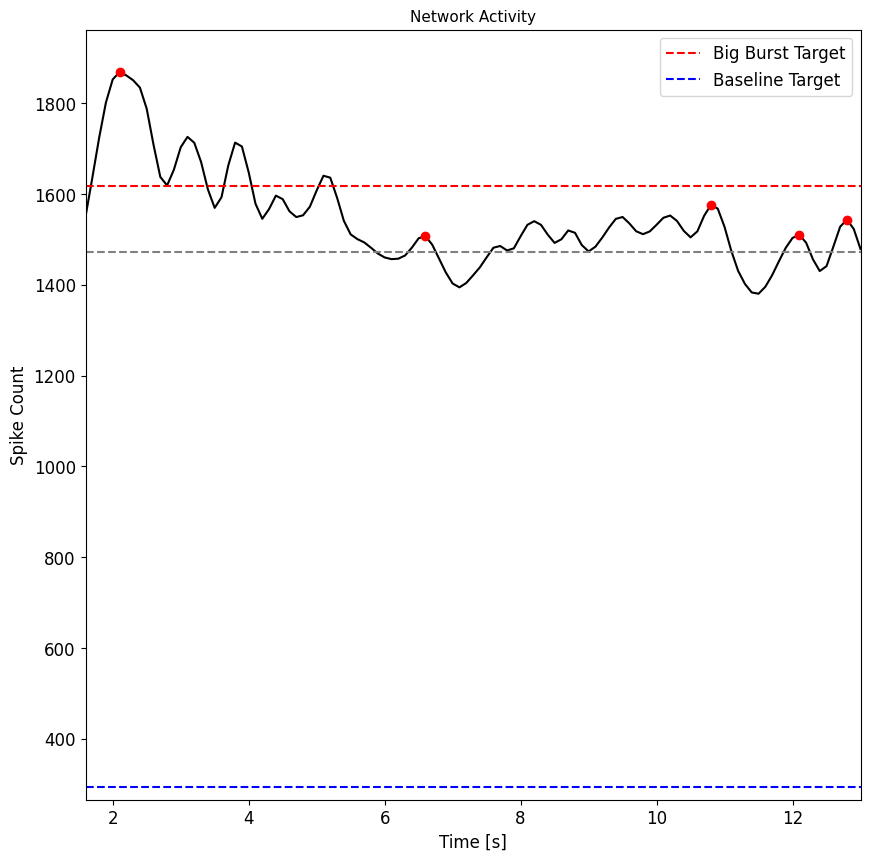 Network Activity
Big Burst Target
Baseline Target
Spike Count
1800
1600
1400
1200
1000
800
600
400
2 4 6 8 10 12
Time [s]